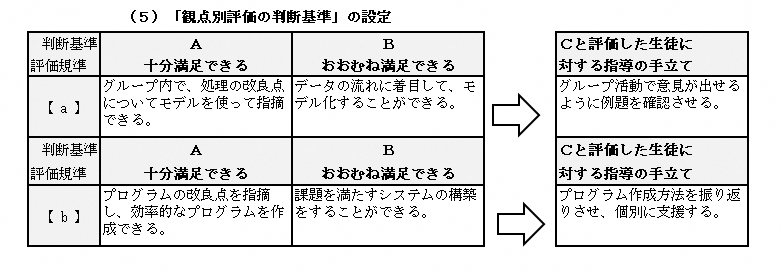 （５）「観点別評価の判断基準」の設定
判断基準
評価規準
Ａ
十分満足できる
Ｂ
おおむね満足できる
Ｃと評価した生徒に
対する指導の手立て
【 ａ 】
グループ内で、処理の改良点
についてモデルを使って指摘
できる。
データの流れに着目して、モ
デル化することができる。
グループ活動で意見が出せる
ように例題を確認させる。
判断基準
評価規準
Ａ
十分満足できる
Ｂ
おおむね満足できる
Ｃと評価した生徒に
対する指導の手立て
【 ｂ 】
プログラムの改良点を指摘
し、効率的なプログラムを作
成できる。
課題を満たすシステムの構築
をすることができる。
プログラム作成方法を振り返
りさせ、個別に支援する。